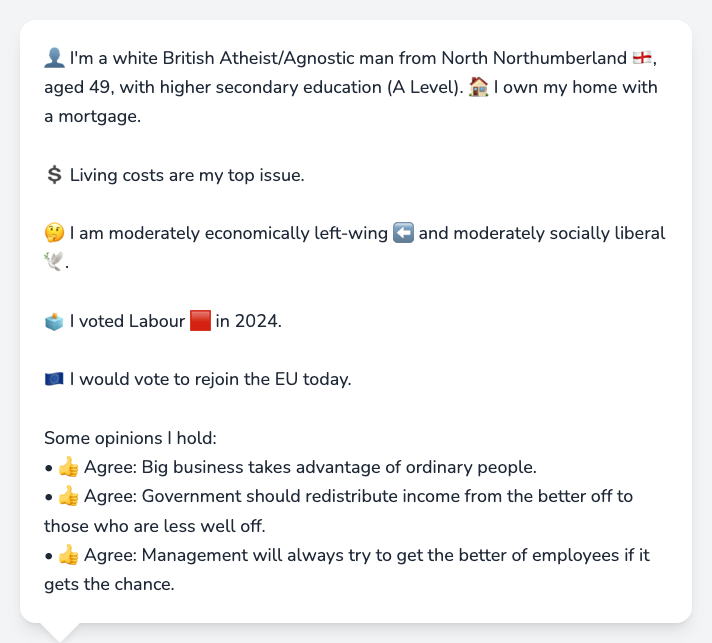 👤 I'm a white British Atheist/Agnostic man from North Northumberland 🏴󠁧󠁢󠁥󠁮󠁧󠁿,
aged 49, with higher secondary education (A Level). 🏠 I own my home with
a mortgage.
💲 Living costs are my top issue.
🤔 I am moderately economically left-wing ⬅️ and moderately socially liberal
🕊️.
🗳️ I voted Labour 🟥 in 2024.
🇪🇺 I would vote to rejoin the EU today.
Some opinions I hold:
• 👍 Agree: Big business takes advantage of ordinary people.
• 👍 Agree: Government should redistribute income from the better off to
those who are less well off.
• 👍 Agree: Management will always try to get the better of employees if it
gets the chance.